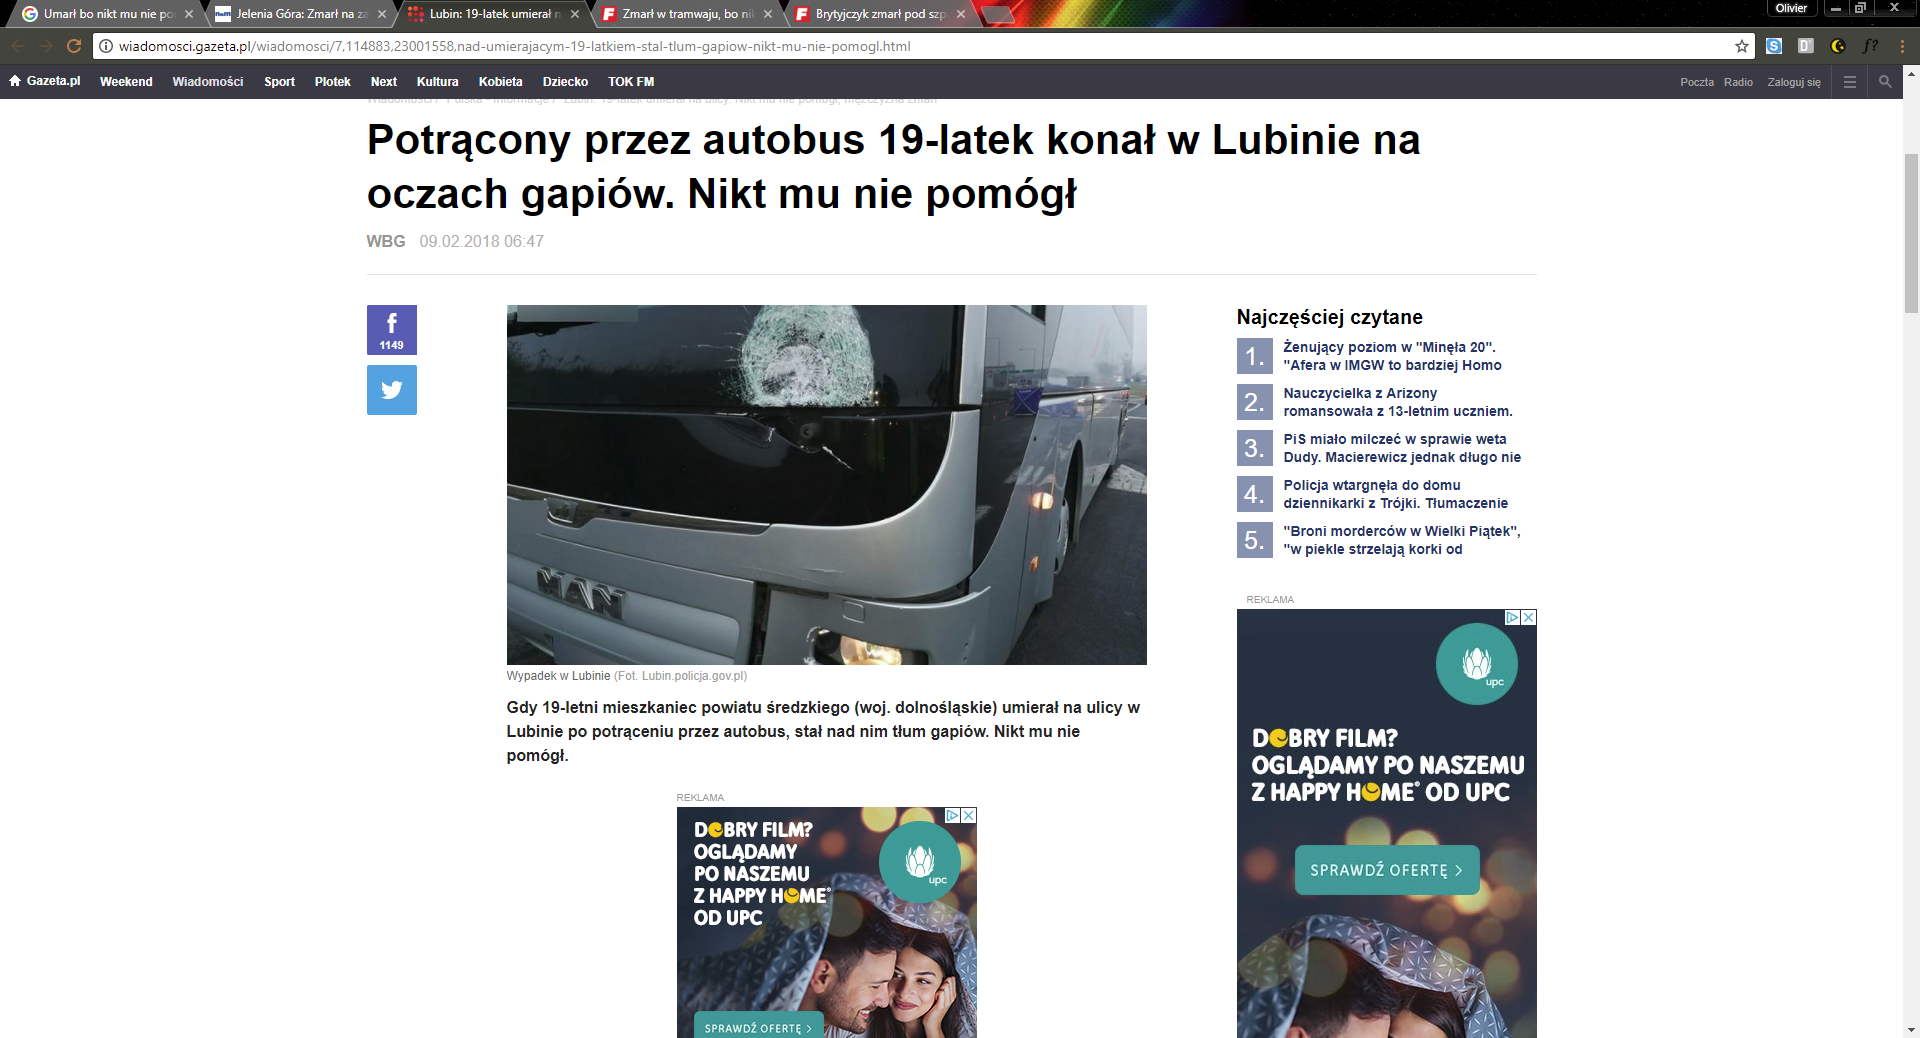 Umarł bo nikt mu nie po
Jelenia Góra: Zmarł na za
Lubin: 19-latek umierał n
Zmarł w tramwaju, bo nik
Brytyjczyk zmarł pod szp
Olivier
wiadomosci.gazeta.pl/wiadomosci/7,114883,23001558,nad-umierajacym-19-latkiem-stal-tlum-gapiow-nikt-mu-nie-pomogl.html
Gazeta.pl Weekend Wiadomości Sport Plotek Next Kultura Kobieta Dziecko TOK FM
Poczta Radio Zaloguj się
Potrącony przez autobus 19-latek konał w Lubinie na
oczach gapiów. Nikt mu nie pomógł
WBG 09.02.2018 06:47
1149
MAN
Wypadek w Lubinie (Fot. Lubin.policja.gov.pl)
Gdy 19-letni mieszkaniec powiatu średzkiego (woj. dolnośląskie) umierał na ulicy w
Lubinie po potrąceniu przez autobus, stał nad nim tłum gapiów. Nikt mu nie
pomógł.
REKLAMA
DOBRY FILM?
OGLĄDAMY
PO NASZEMU
Z HAPPY HOME®
OD UPC
upc
SPRAWDŹ OFERTĘ >
Najczęściej czytane
1. Żenujący poziom w "Minęła 20".
"Afera w IMGW to bardziej Homo
2. Nauczycielka z Arizony
romansowała z 13-letnim uczniem.
3. PiS miało milczeć w sprawie weta
Dudy. Macierewicz jednak długo nie
4. Policja wtargnęła do domu
dziennikarki z Trójki. Tłumaczenie
5. "Broni morderców w Wielki Piątek",
"w piekle strzelają korki od
REKLAMA
upc
DOBRY FILM?
OGLĄDAMY PO NASZEMU
Z HAPPY HOME® OD UPC
SPRAWDŹ OFERTĘ >